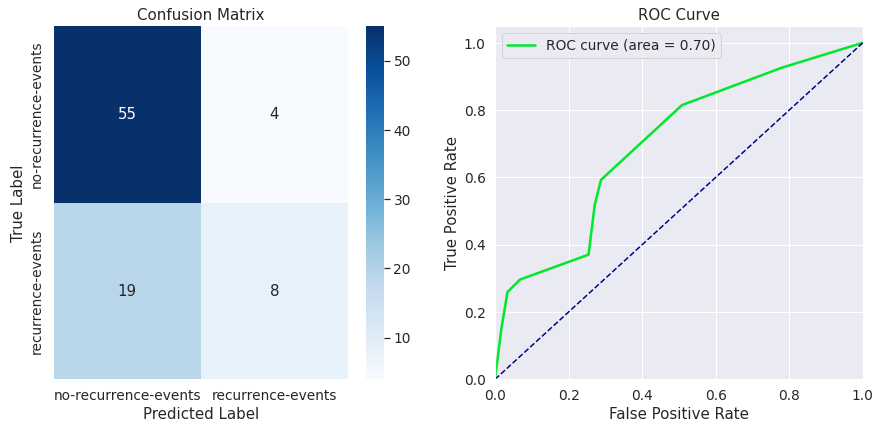 Confusion Matrix
True Label
no-recurrence-events
recurrence-events
55
4
19
8
no-recurrence-events
recurrence-events
Predicted Label
50
40
30
20
10
ROC Curve
ROC curve (area = 0.70)
True Positive Rate
1.0
0.8
0.6
0.4
0.2
0.0
0.0
0.2
0.4
0.6
0.8
1.0
False Positive Rate